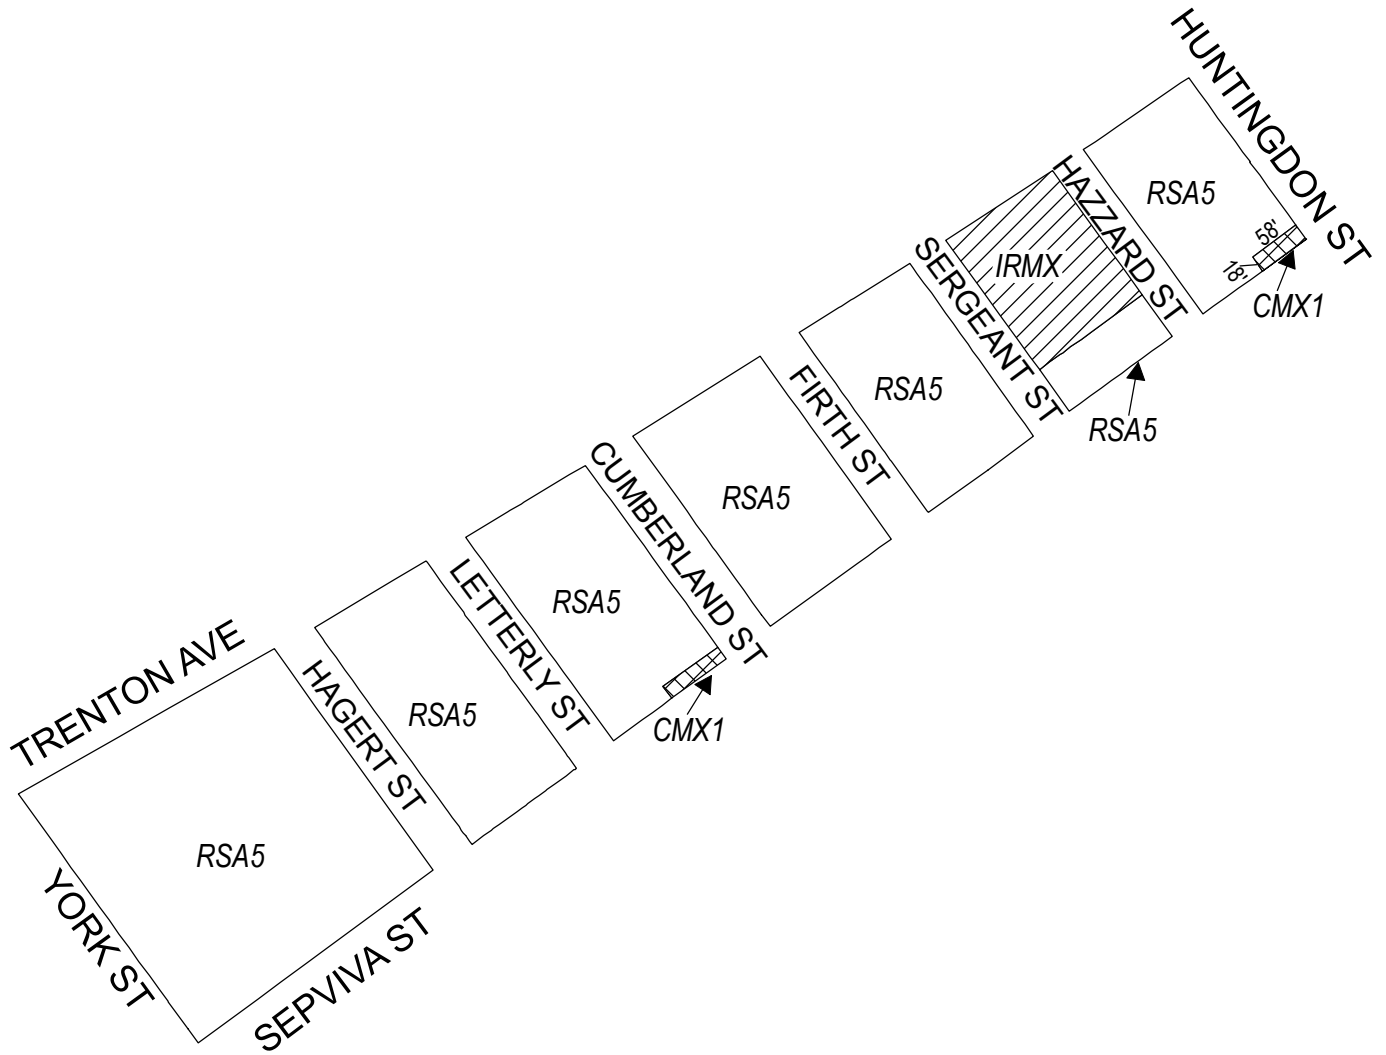 HUNTINGDON ST
RSA5
HAZZARD ST
58'
18'
CMX1
IRMX
SERGEANT ST
RSA5
RSA5
FIRTH ST
RSA5
CUMBERLAND ST
RSA5
CMX1
LETTERLY ST
RSA5
HAGERT ST
TRENTON AVE
RSA5
YORK ST
SEPVIVA ST